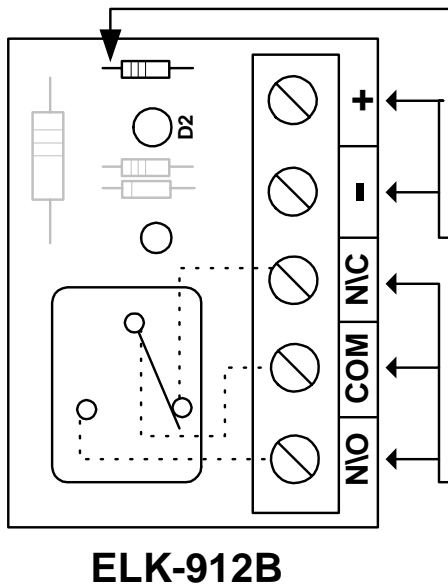 D2
+
-
N\C
COM
N\O
ELK-912B